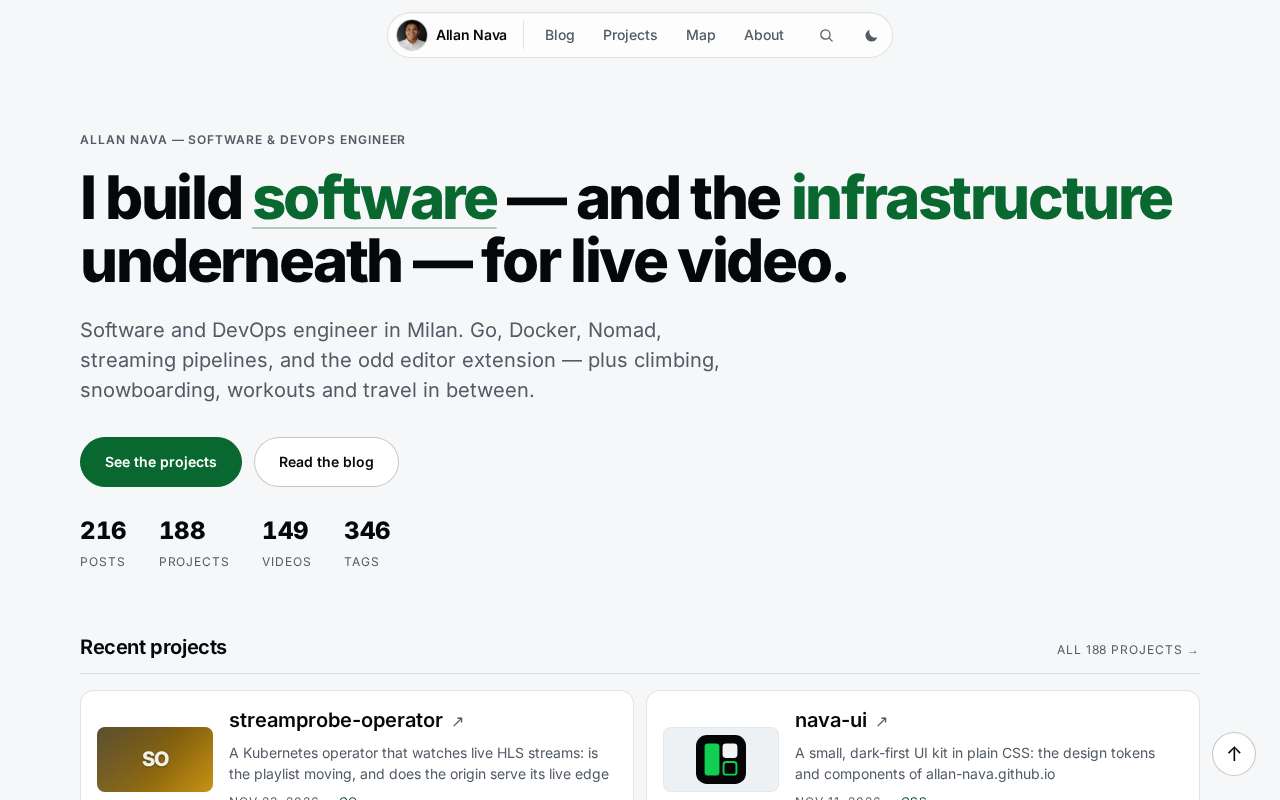 Allan Nava
Blog
Projects
Map
About
ALLAN NAVA — SOFTWARE & DEVOPS ENGINEER
I build software — and the infrastructure
underneath — for live video.
Software and DevOps engineer in Milan. Go, Docker, Nomad,
streaming pipelines, and the odd editor extension — plus climbing,
snowboarding, workouts and travel in between.
See the projects
Read the blog
216 188 149 346
POSTS PROJECTS VIDEOS TAGS
Recent projects
ALL 188 PROJECTS →
SO
streamprobe-operator ↗
A Kubernetes operator that watches live HLS streams: is
the playlist moving, and does the origin serve its live edge
nava-ui ↗
A small, dark-first UI kit in plain CSS: the design tokens
and components of allan-nava.github.io